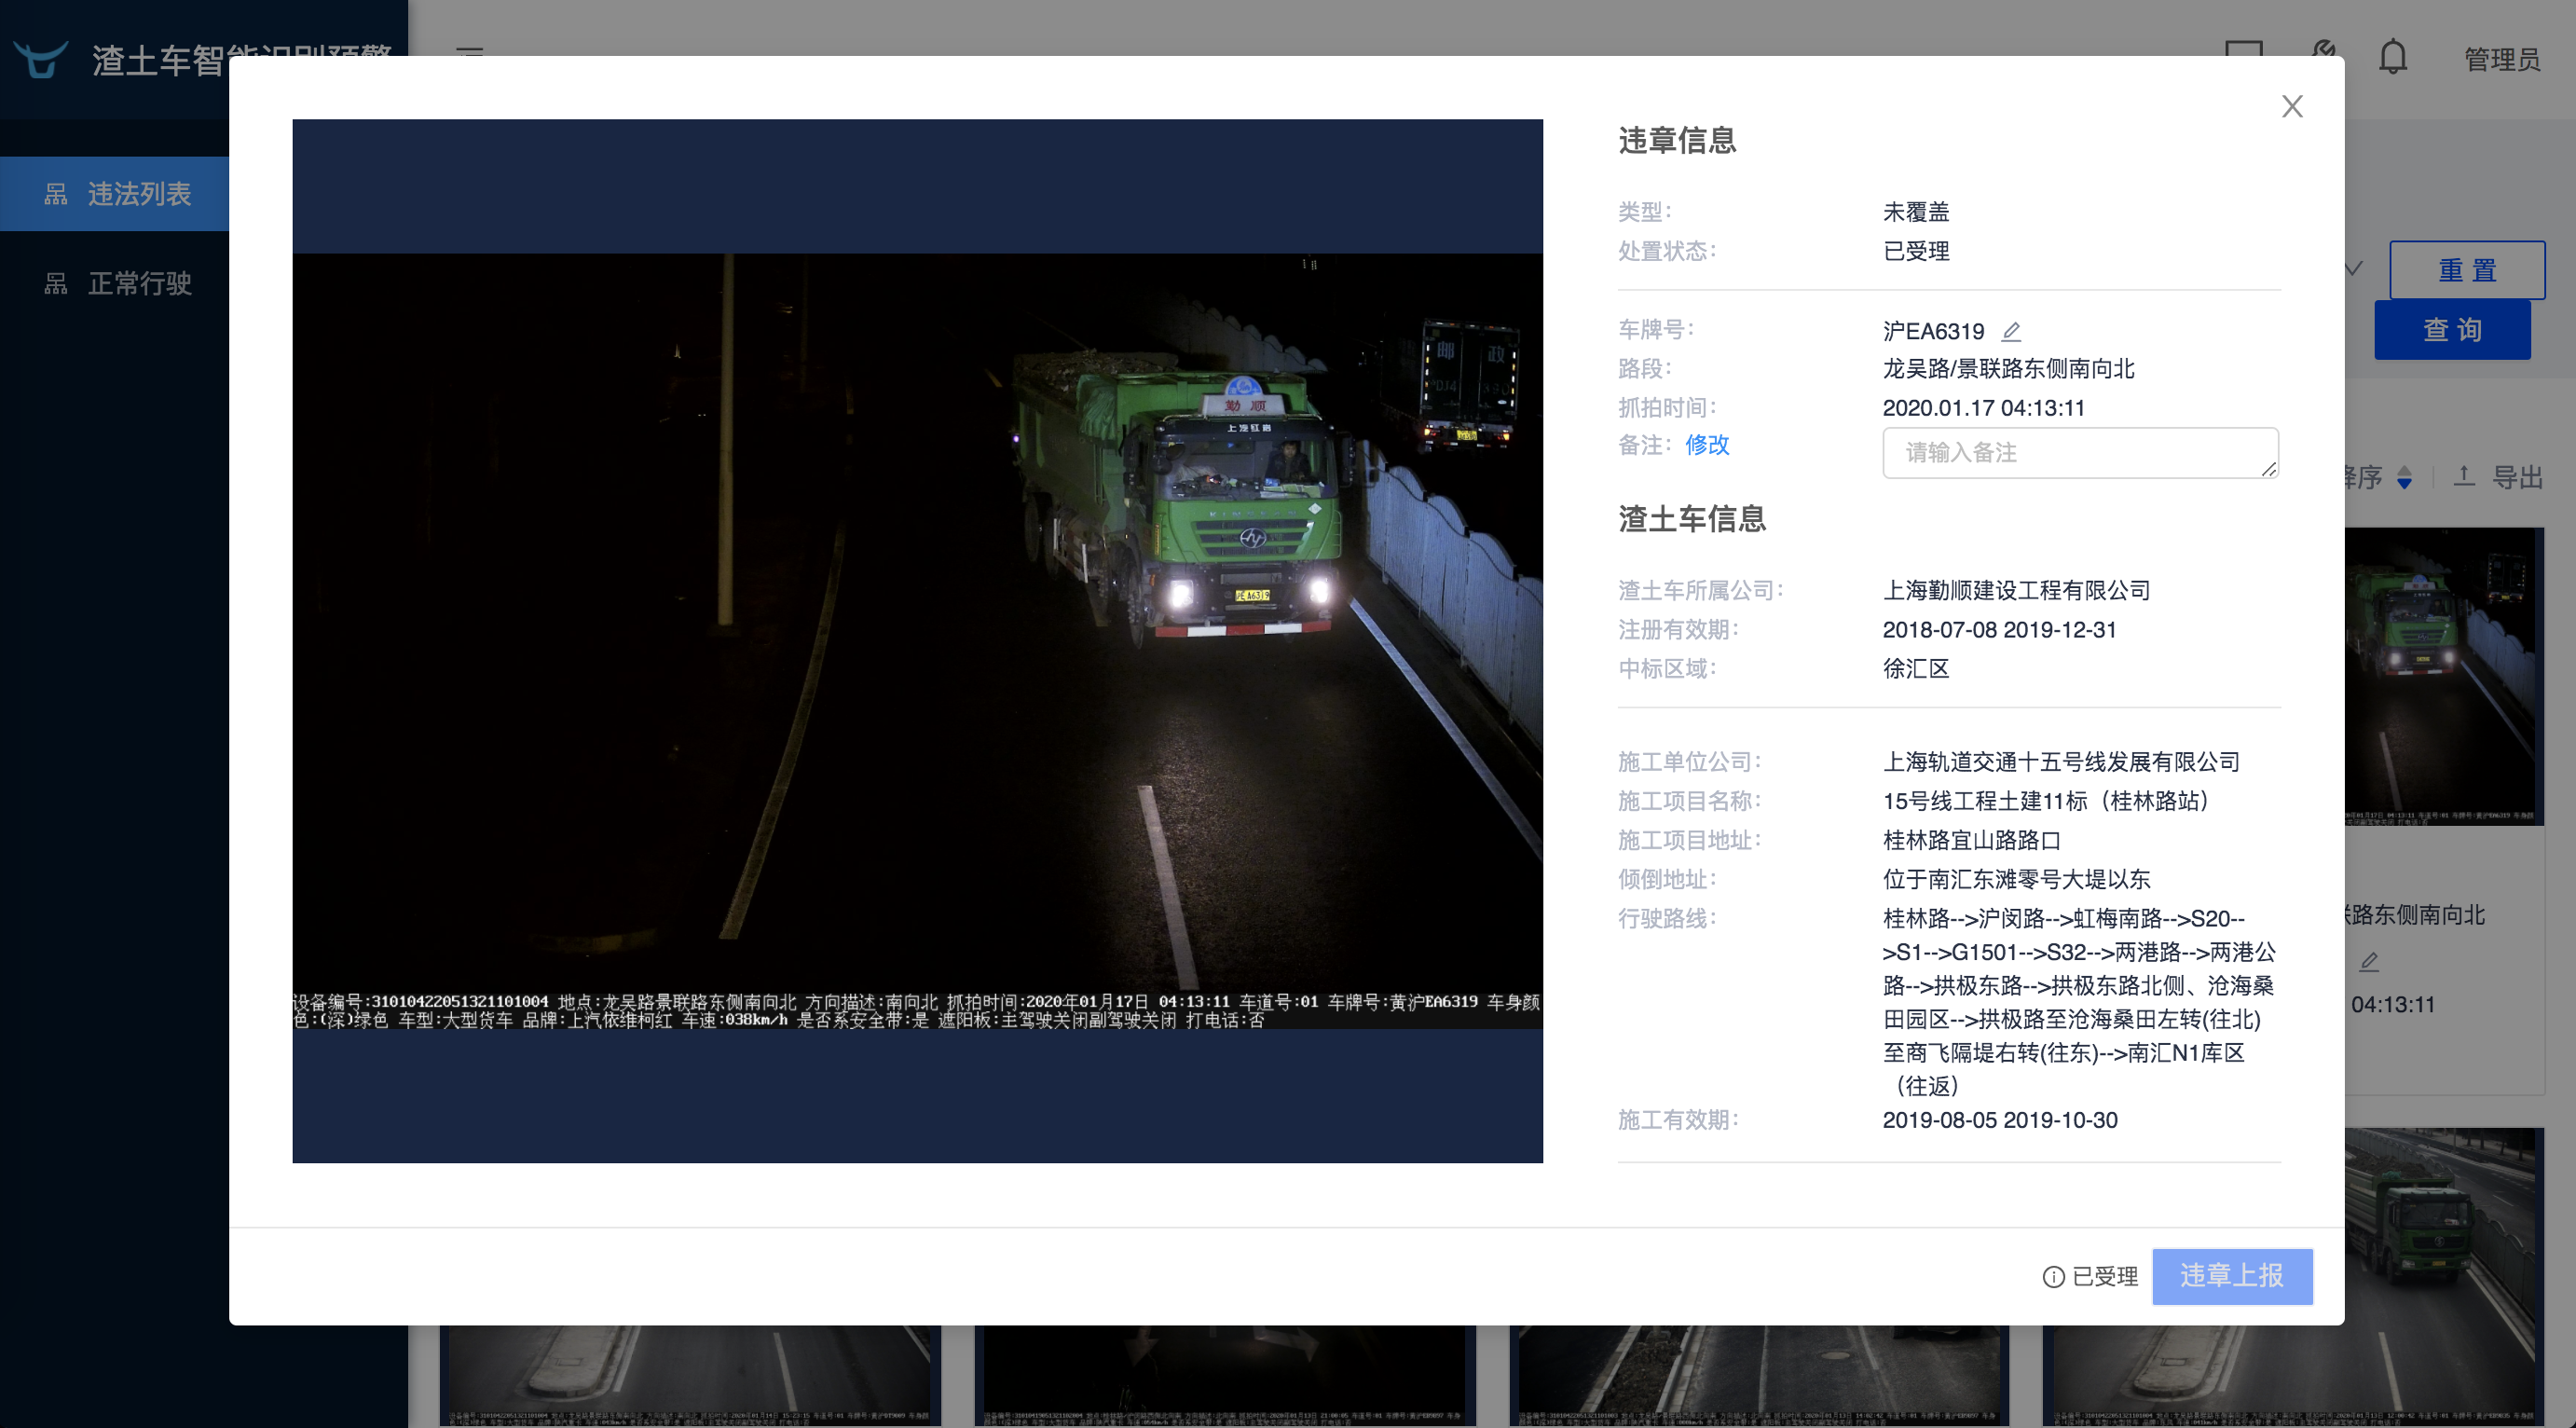 渣土车智能识别预警
管理员
违法列表
正常行驶
重 置
查 询
降序
导出
违章信息
类型：
未覆盖
处置状态：
已受理
车牌号：
沪EA6319
路段：
龙吴路/景联路东侧南向北
抓拍时间：
2020.01.17 04:13:11
备注：
修改
请输入备注
渣土车信息
渣土车所属公司：
上海勤顺建设工程有限公司
注册有效期：
2018-07-08 2019-12-31
中标区域：
徐汇区
施工单位公司：
上海轨道交通十五号线发展有限公司
施工项目名称：
15号线工程土建11标（桂林路站）
施工项目地址：
桂林路宜山路路口
倾倒地址：
位于南汇东滩零号大堤以东
行驶路线：
桂林路-->沪闵路-->虹梅南路-->S20--
>S1-->G1501-->S32-->两港路-->两港公
路-->拱极东路-->拱极东路北侧、沧海桑
田园区-->拱极路至沧海桑田左转(往北)
至商飞隔堤右转(往东)-->南汇N1库区
（往返）
施工有效期：
2019-08-05 2019-10-30
已受理
违章上报
邮 政
勤 顺
上汽红岩
沪EA6319
设备编号:31010422051321101004 地点:龙吴路景联路东侧南向北 方向描述:南向北 抓拍时间:2020年01月17日 04:13:11 车道号:01 车牌号:黄沪EA6319 车身颜
色:(深)绿色 车型:大型货车 品牌:上汽依维柯红 车速:038km/h 是否系安全带:是 遮阳板:主驾驶关闭副驾驶关闭 打电话:否
路东侧南向北
04:13:11